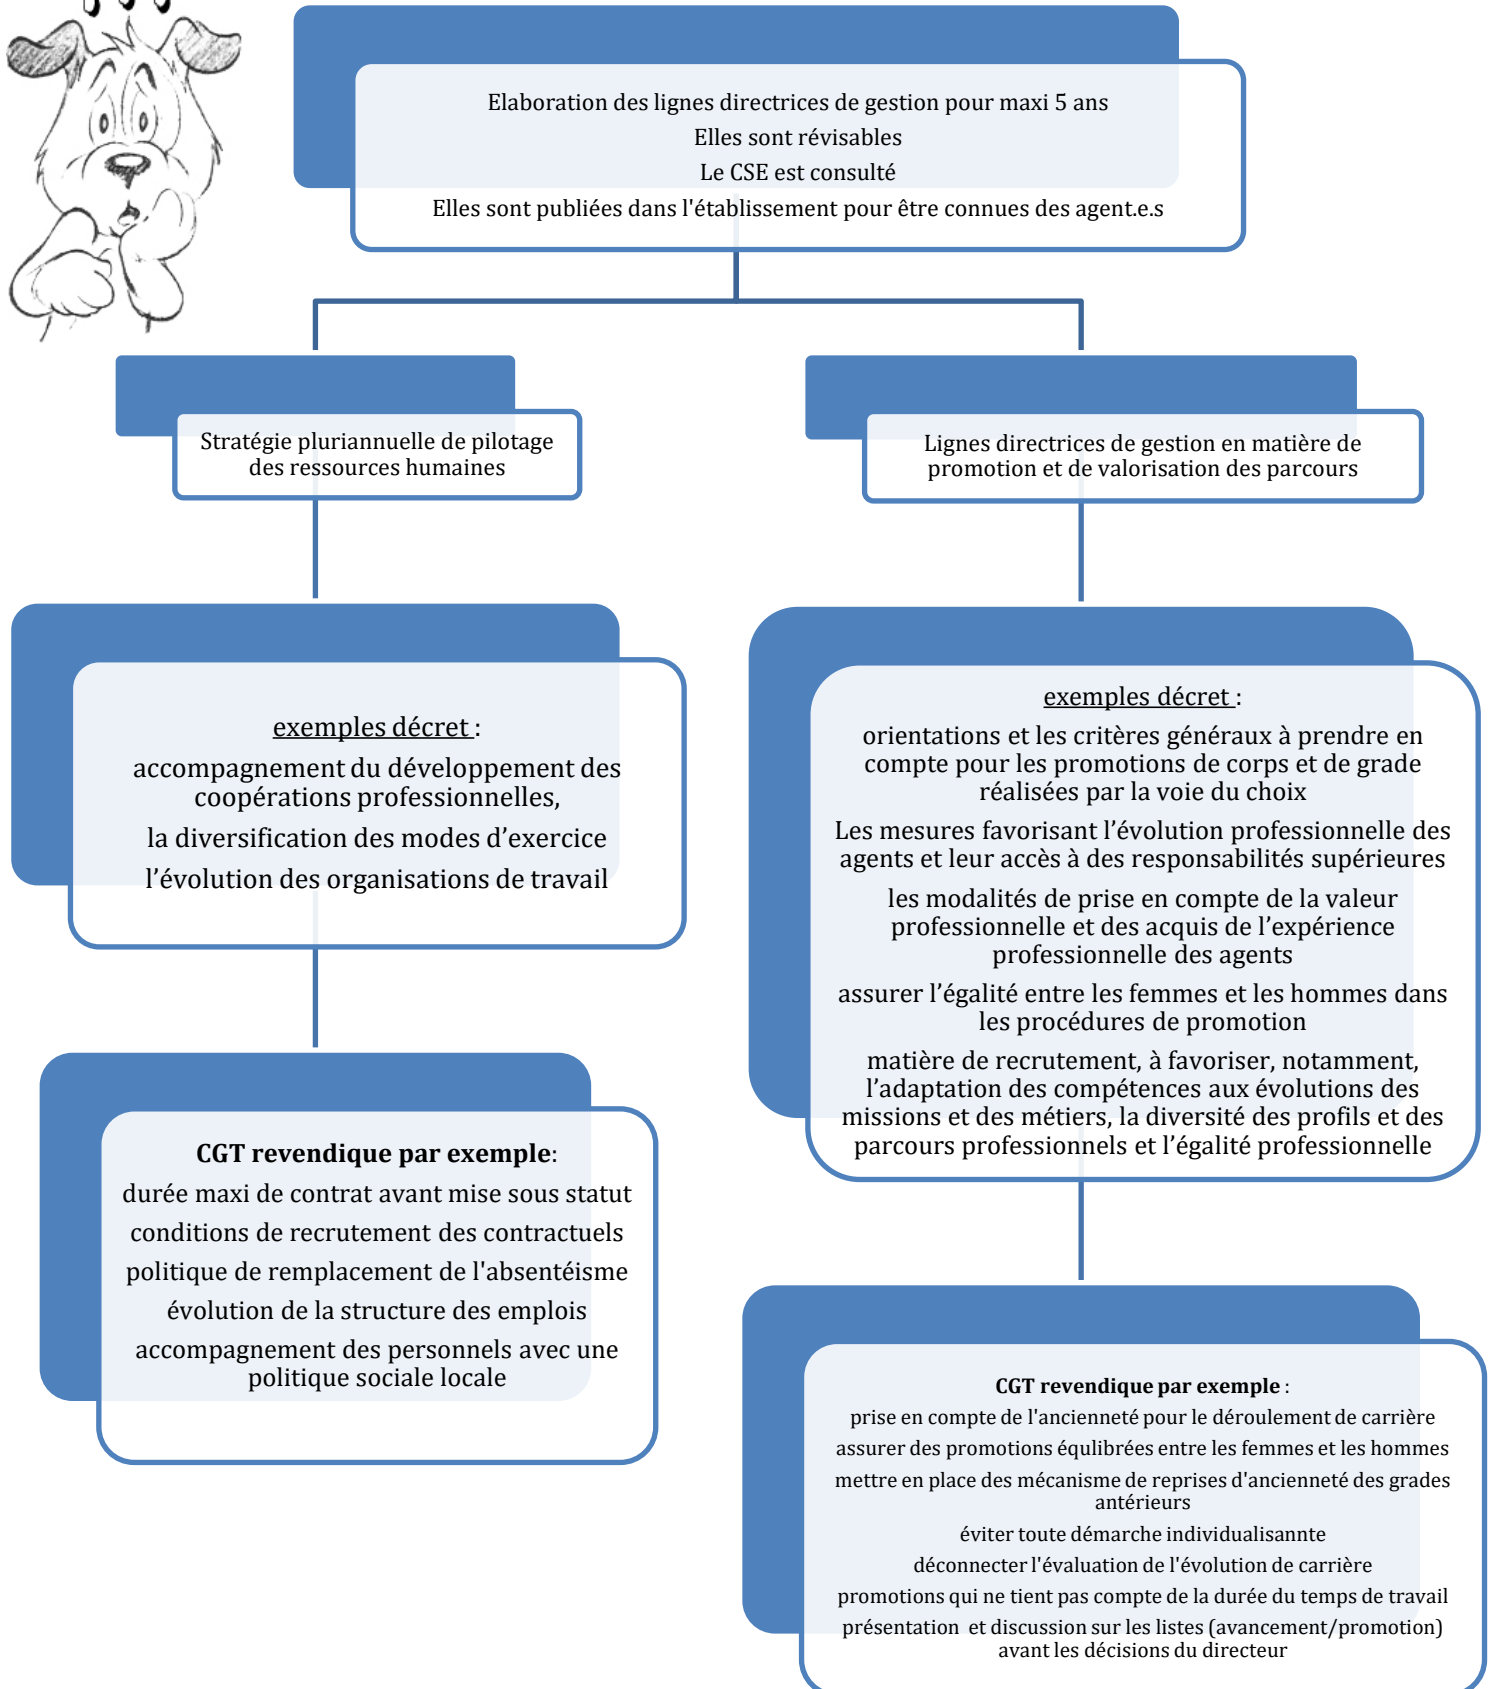 Elaboration des lignes directrices de gestion pour maxi 5 ans
Elles sont révisables
Le CSE est consulté
Elles sont publiées dans l'établissement pour être connues des agent.e.s
Stratégie pluriannuelle de pilotage
des ressources humaines
Lignes directrices de gestion en matière de
promotion et de valorisation des parcours
exemples décret :
accompagnement du développement des
coopérations professionnelles,
la diversification des modes d’exercice
l’évolution des organisations de travail
exemples décret :
orientations et les critères généraux à prendre en
compte pour les promotions de corps et de grade
réalisées par la voie du choix
Les mesures favorisant l’évolution professionnelle des
agents et leur accès à des responsabilités supérieures
les modalités de prise en compte de la valeur
professionnelle et des acquis de l’expérience
professionnelle des agents
assurer l’égalité entre les femmes et les hommes dans
les procédures de promotion
matière de recrutement, à favoriser, notamment,
l’adaptation des compétences aux évolutions des
missions et des métiers, la diversité des profils et des
parcours professionnels et l’égalité professionnelle
CGT revendique par exemple:
durée maxi de contrat avant mise sous statut
conditions de recrutement des contractuels
politique de remplacement de l'absentéisme
évolution de la structure des emplois
accompagnement des personnels avec une
politique sociale locale
CGT revendique par exemple :
prise en compte de l'ancienneté pour le déroulement de carrière
assurer des promotions équlibrées entre les femmes et les hommes
mettre en place des mécanisme de reprises d'ancienneté des grades
antérieurs
éviter toute démarche individualisannte
déconnecter l'évaluation de l'évolution de carrière
promotions qui ne tient pas compte de la durée du temps de travail
présentation et discussion sur les listes (avancement/promotion)
avant les décisions du directeur